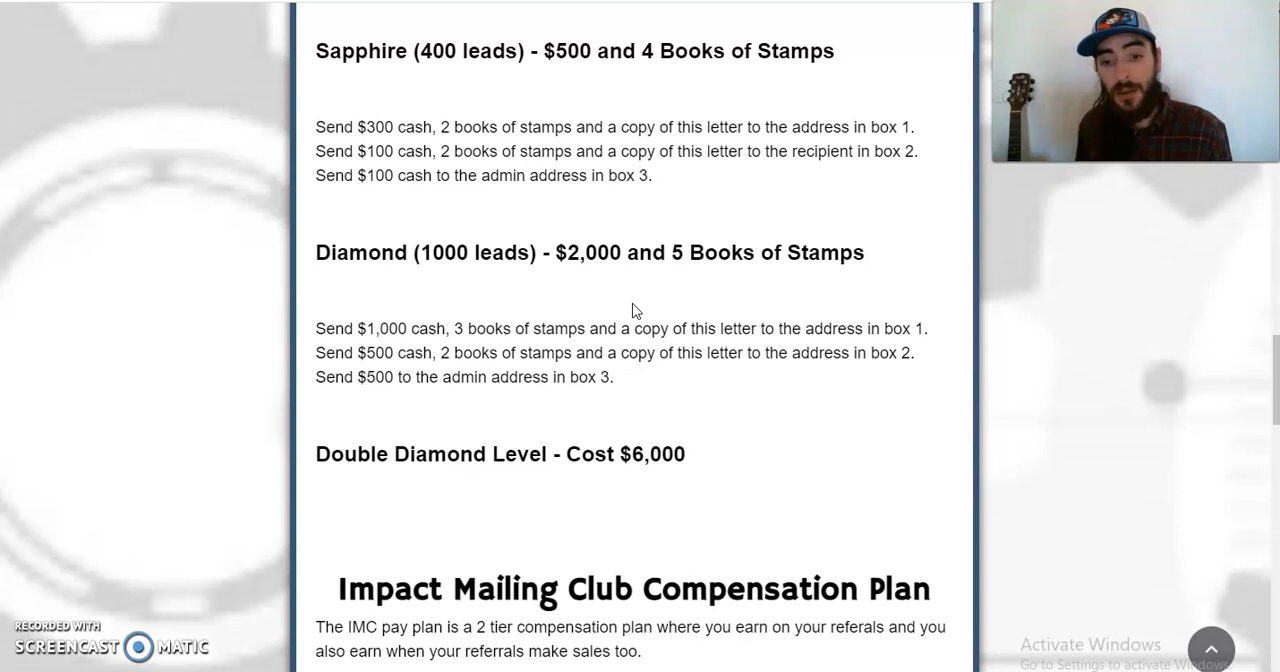 Sapphire (400 leads) - $500 and 4 Books of Stamps
Send $300 cash, 2 books of stamps and a copy of this letter to the address in box 1.
Send $100 cash, 2 books of stamps and a copy of this letter to the recipient in box 2.
Send $100 cash to the admin address in box 3.
Diamond (1000 leads) - $2,000 and 5 Books of Stamps
Send $1,000 cash, 3 books of stamps and a copy of this letter to the address in box 1.
Send $500 cash, 2 books of stamps and a copy of this letter to the address in box 2.
Send $500 to the admin address in box 3.
Double Diamond Level - Cost $6,000
Impact Mailing Club Compensation Plan
The IMC pay plan is a 2 tier compensation plan where you earn on your referals and you
also earn when your referrals make sales too.
RECORDED WITH
SCREENCAST MATIC
Activate Windows
Go to Settings to activate Windows.